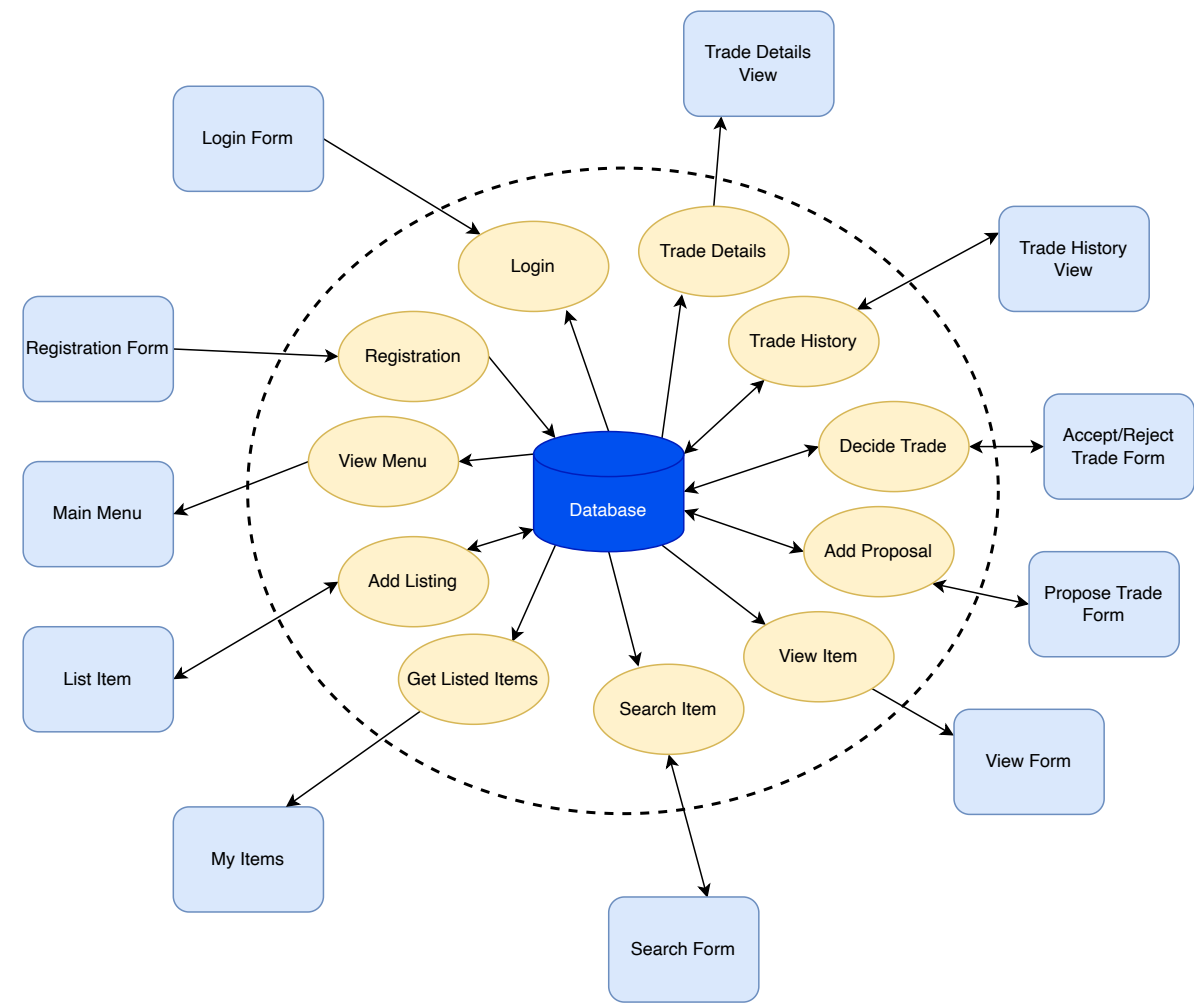 Trade Details
View
Login Form
Trade History
View
Login
Trade Details
Registration Form
Registration
Trade History
View Menu
Decide Trade
Accept/Reject
Trade Form
Main Menu
Database
Add Listing
Add Proposal
Propose Trade
Form
List Item
Get Listed Items
Search Item
View Item
View Form
My Items
Search Form